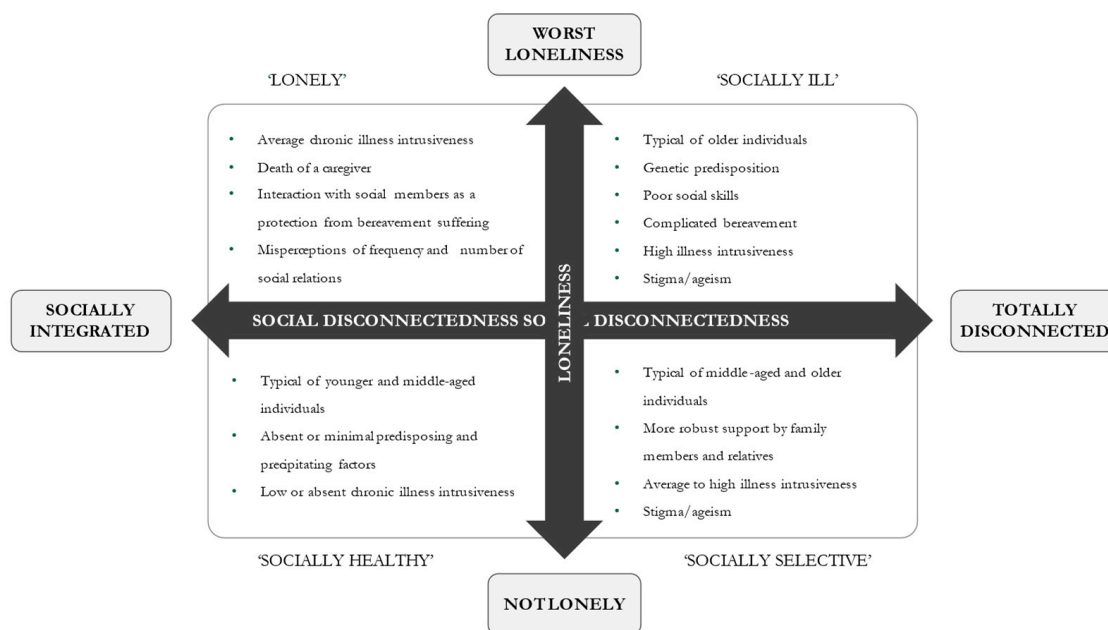 WORST
LONELINESS
'LONELY'
'SOCIALLY ILL'
• Average chronic illness intrusiveness
• Death of a caregiver
• Interaction with social members as a
protection from bereavement suffering
• Misperceptions of frequency and number of
social relations
• Typical of older individuals
• Genetic predisposition
• Poor social skills
• Complicated bereavement
• High illness intrusiveness
• Stigma/ageism
SOCIALLY
INTEGRATED
SOCIAL DISCONNECTEDNESS SO L DISCONNECTEDNESS
LONELINESS
TOTALLY
DISCONNECTED
• Typical of younger and middle-aged
individuals
• Absent or minimal predisposing and
precipitating factors
• Low or absent chronic illness intrusiveness
• Typical of middle-aged and older
individuals
• More robust support by family
members and relatives
• Average to high illness intrusiveness
• Stigma/ageism
'SOCIALLY HEALTHY'
'SOCIALLY SELECTIVE'
NOT LONELY